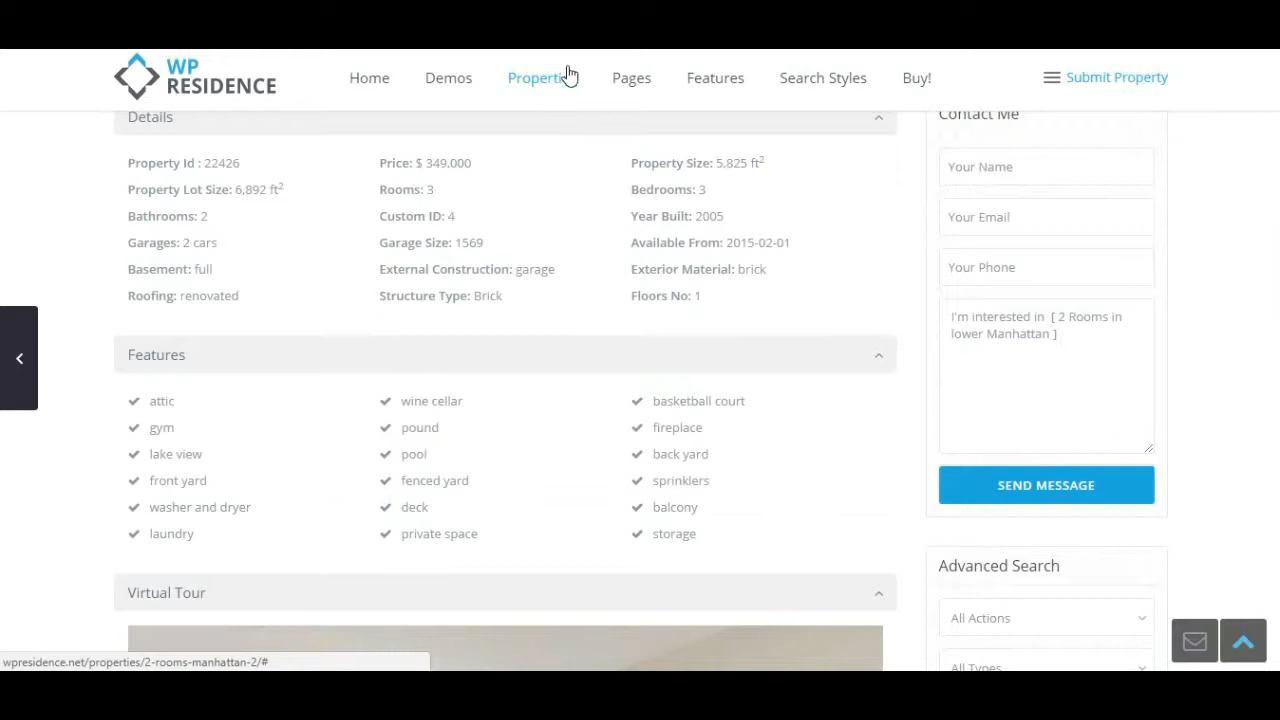 WP
RESIDENCE
Home
Demos
Properti
Pages
Features
Search Styles
Buy!
Submit Property
Details
Property Id : 22426
Price: $ 349,000
Property Size: 5,825 ft²
Property Lot Size: 6,892 ft²
Rooms: 3
Bedrooms: 3
Bathrooms: 2
Custom ID: 4
Year Built: 2005
Garages: 2 cars
Garage Size: 1569
Available From: 2015-02-01
Basement: full
External Construction: garage
Exterior Material: brick
Roofing: renovated
Structure Type: Brick
Floors No: 1
Features
attic
wine cellar
basketball court
gym
pound
fireplace
lake view
pool
back yard
front yard
fenced yard
sprinklers
washer and dryer
deck
balcony
laundry
private space
storage
Virtual Tour
Contact Me
Your Name
Your Email
Your Phone
I'm interested in [ 2 Rooms in
lower Manhattan ]
SEND MESSAGE
Advanced Search
All Actions
All Types
wpresidence.net/properties/2-rooms-manhattan-2/#